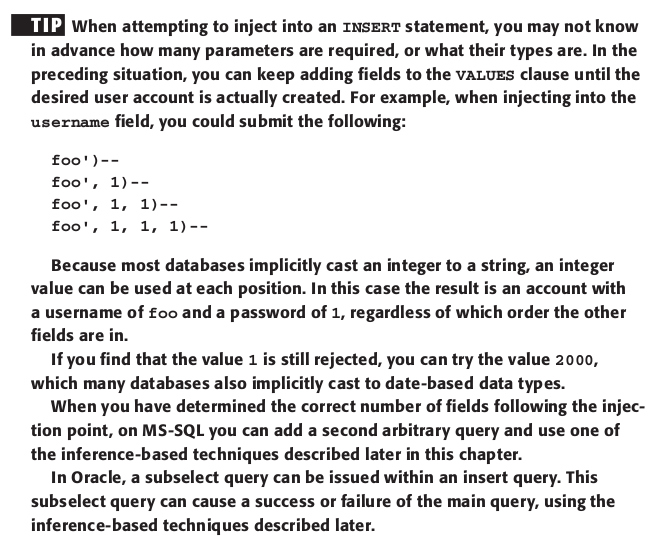 TIP When attempting to inject into an INSERT statement, you may not know
in advance how many parameters are required, or what their types are. In the
preceding situation, you can keep adding fields to the VALUES clause until the
desired user account is actually created. For example, when injecting into the
username field, you could submit the following:
foo')--
foo', 1)--
foo', 1, 1)--
foo', 1, 1, 1)--
Because most databases implicitly cast an integer to a string, an integer
value can be used at each position. In this case the result is an account with
a username of foo and a password of 1, regardless of which order the other
fields are in.
If you find that the value 1 is still rejected, you can try the value 2000,
which many databases also implicitly cast to date-based data types.
When you have determined the correct number of fields following the injec-
tion point, on MS-SQL you can add a second arbitrary query and use one of
the inference-based techniques described later in this chapter.
In Oracle, a subselect query can be issued within an insert query. This
subselect query can cause a success or failure of the main query, using the
inference-based techniques described later.